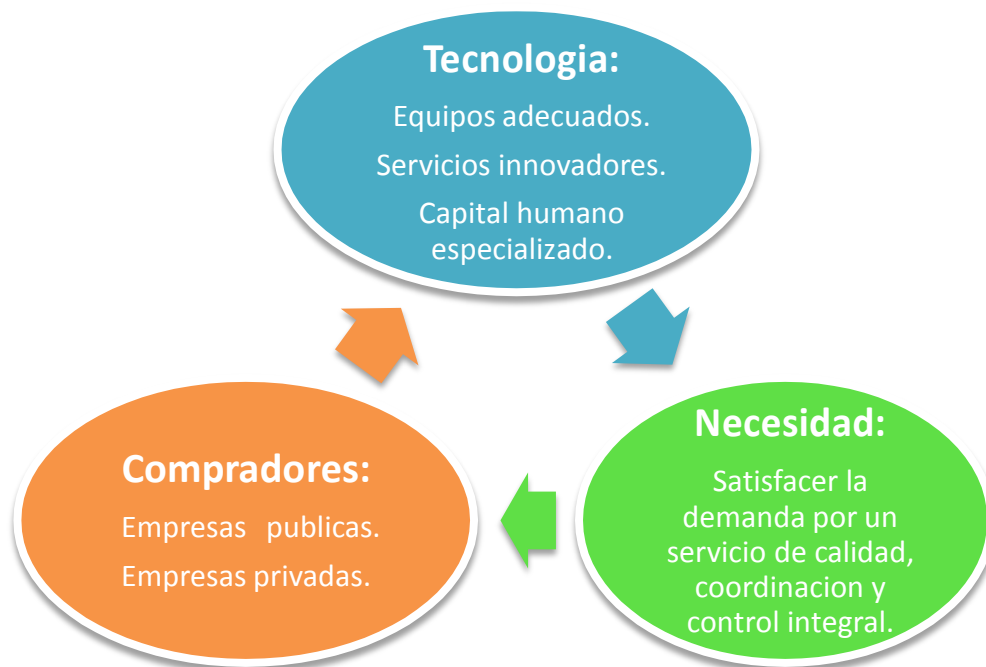 Tecnologia:
Equipos adecuados.
Servicios innovadores.
Capital humano
especializado.
Compradores:
Empresas publicas.
Empresas privadas.
Necesidad:
Satisfacer la
demanda por un
servicio de calidad,
coordinacion y
control integral.